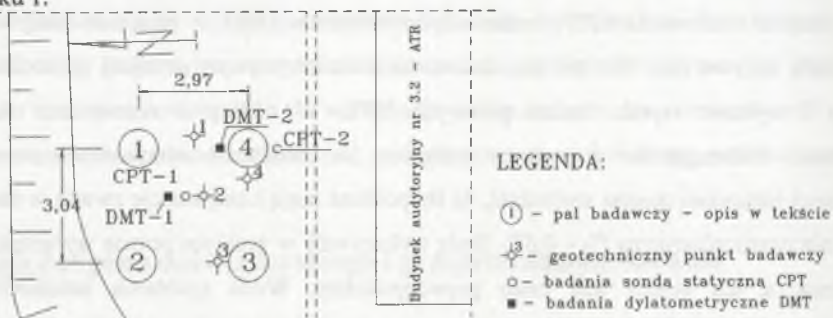 2,97
DMT-2
1
1
4
CPT-2
CPT-1
4
3,04
DMT-1
2
2
3
3
Budynek audytoryjny nr 3.2 - ATR
LEGENDA:
1 - pal badawczy - opis w tekście
3 - geotechniczny punkt badawczy
- badania sondą statyczną CPT
- badania dylatometryczne DMT